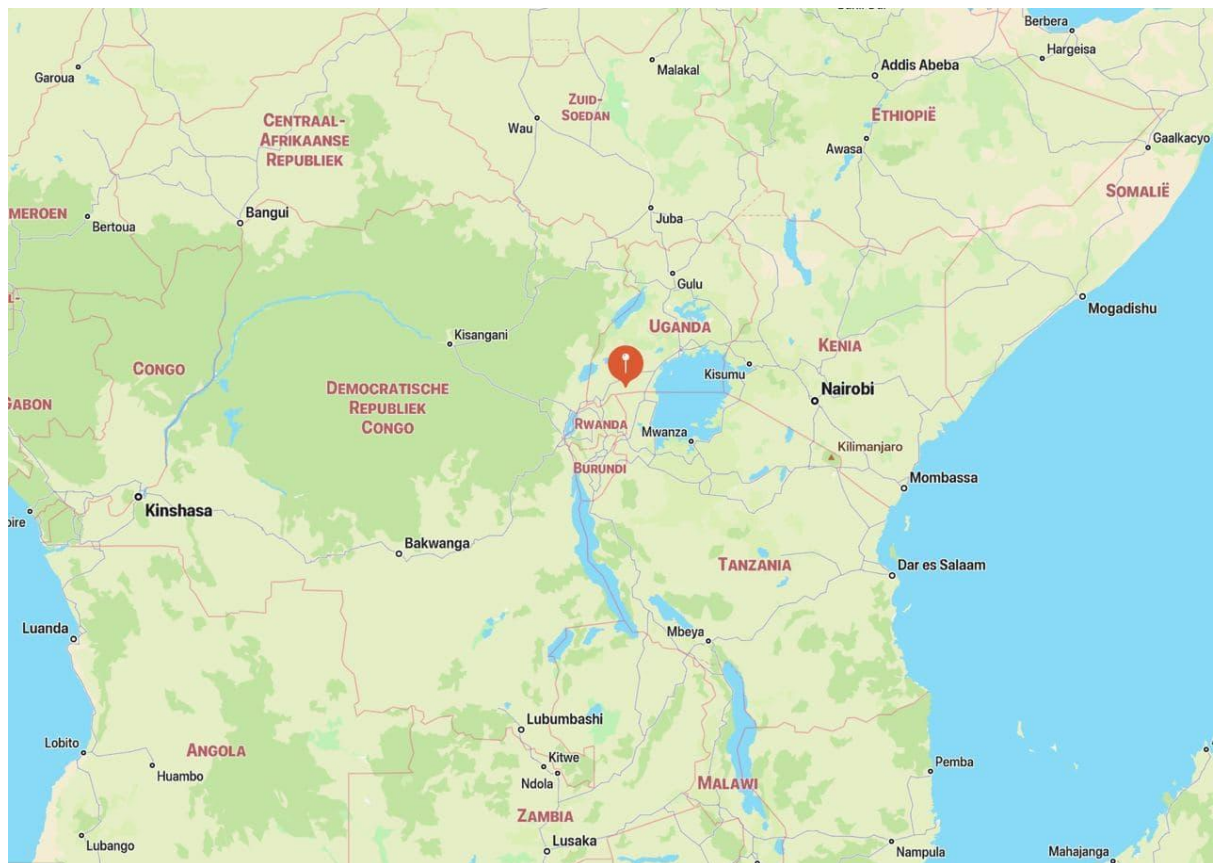 Berbera
Hargeisa
Garoua
Malakal
Addis Abeba
ZUID-
SOEDAN
ETHIOPIË
CENTRAAL-
AFRIKAANSE
REPUBLIEK
Wau
Awasa
Gaalkacyo
SOMALIË
MEROEN
Bertoua
Bangui
Juba
Gulu
Mogadishu
UGANDA
KENIA
Kisangani
CONGO
Kisumu
GABON
DEMOCRATISCHE
REPUBLIEK
CONGO
Nairobi
RWANDA
Mwanza
Kilimanjaro
BURUNDI
Mombassa
Kinshasa
oire
Bakwanga
TANZANIA
Dar es Salaam
Luanda
Mbeya
Lubumbashi
Lobito
ANGOLA
Huambo
Kitwe
Ndola
MALAWI
Pemba
ZAMBIA
Lubango
Lusaka
Nampula
Mahajanga